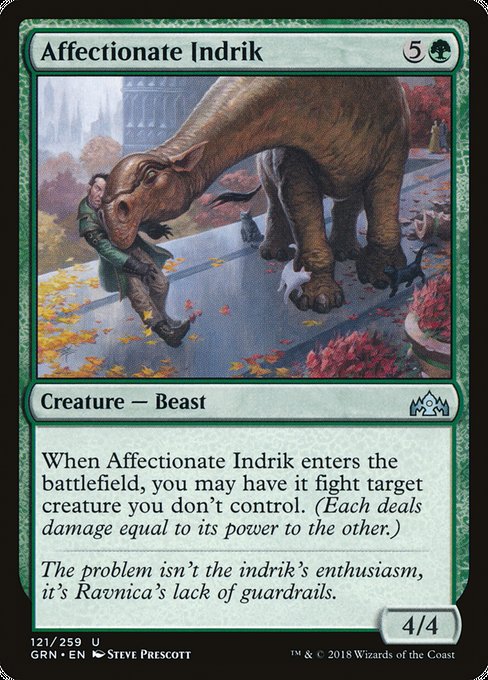 Affectionate Indrik 5
Creature — Beast
When Affectionate Indrik enters the
battlefield, you may have it fight target
creature you don't control. (Each deals
damage equal to its power to the other.)
The problem isn't the indrik's enthusiasm,
it's Ravnica's lack of guardrails.
4/4
121/259 U
GRN • EN Steve Prescott
™ & © 2018 Wizards of the Coast